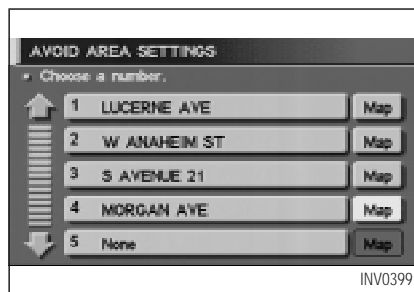 AVOID AREA SETTINGS
Choose a number.
1 LUCERNE AVE Map
2 W ANAHEIM ST Map
3 S AVENUE 21 Map
4 MORGAN AVE Map
5 None Map
INV0399